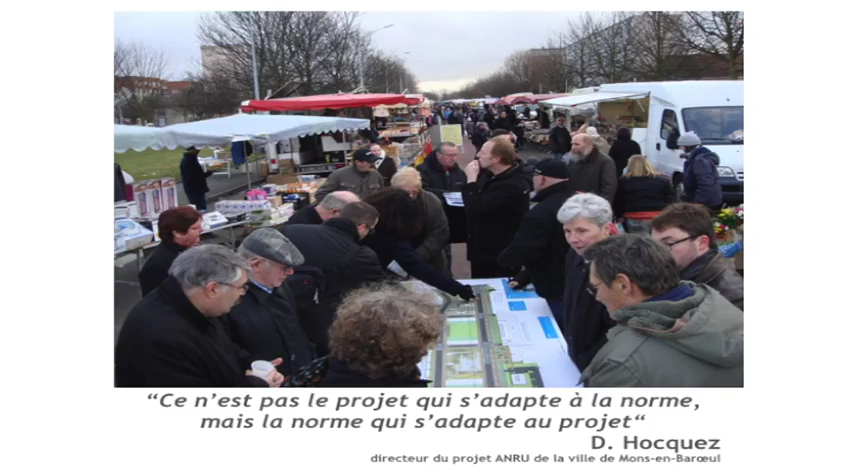 “Ce n’est pas le projet qui s’adapte à la norme,
mais la norme qui s’adapte au projet“
D. Hocquez
directeur du projet ANRU de la ville de Mons-en-Barœul